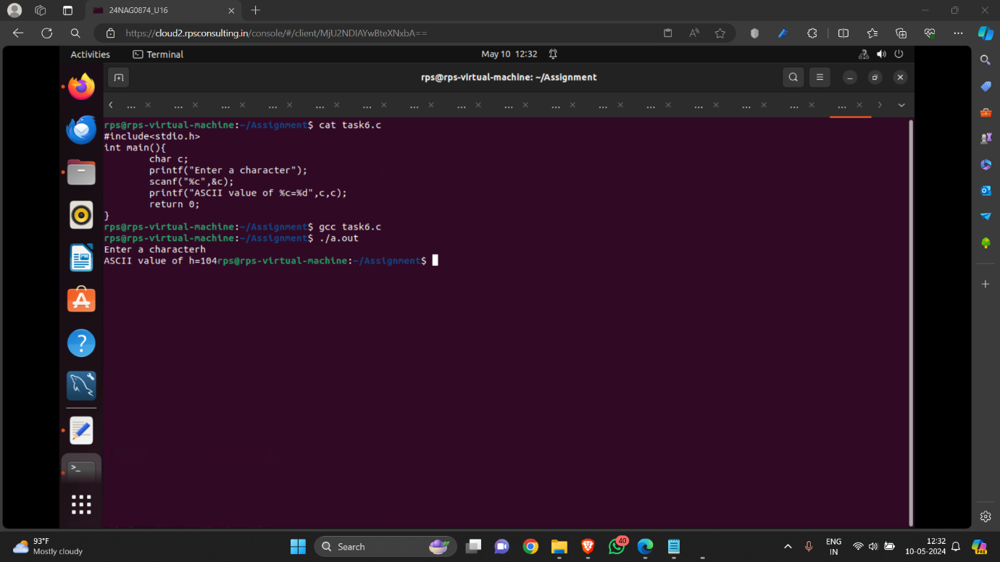 24NAG0874_U16
https://cloud2.rpsconsulting.in/console/#/client/MjU2NDIAYwBteXNxbA==
Activities Terminal May 10 12:32
rps@rps-virtual-machine: ~/Assignment
... ... ... ... ... ... ... ... ... ... ... ... ... ... ... ...
rps@rps-virtual-machine:~/Assignment$ cat task6.c
#include<stdio.h>
int main(){
char c;
printf("Enter a character");
scanf("%c",&c);
printf("ASCII value of %c=%d",c,c);
return 0;
}
rps@rps-virtual-machine:~/Assignment$ gcc task6.c
rps@rps-virtual-machine:~/Assignment$ ./a.out
Enter a characterh
ASCII value of h=104rps@rps-virtual-machine:~/Assignment$
93°F
Mostly cloudy
Search
40
ENG
IN
12:32
10-05-2024
PRE